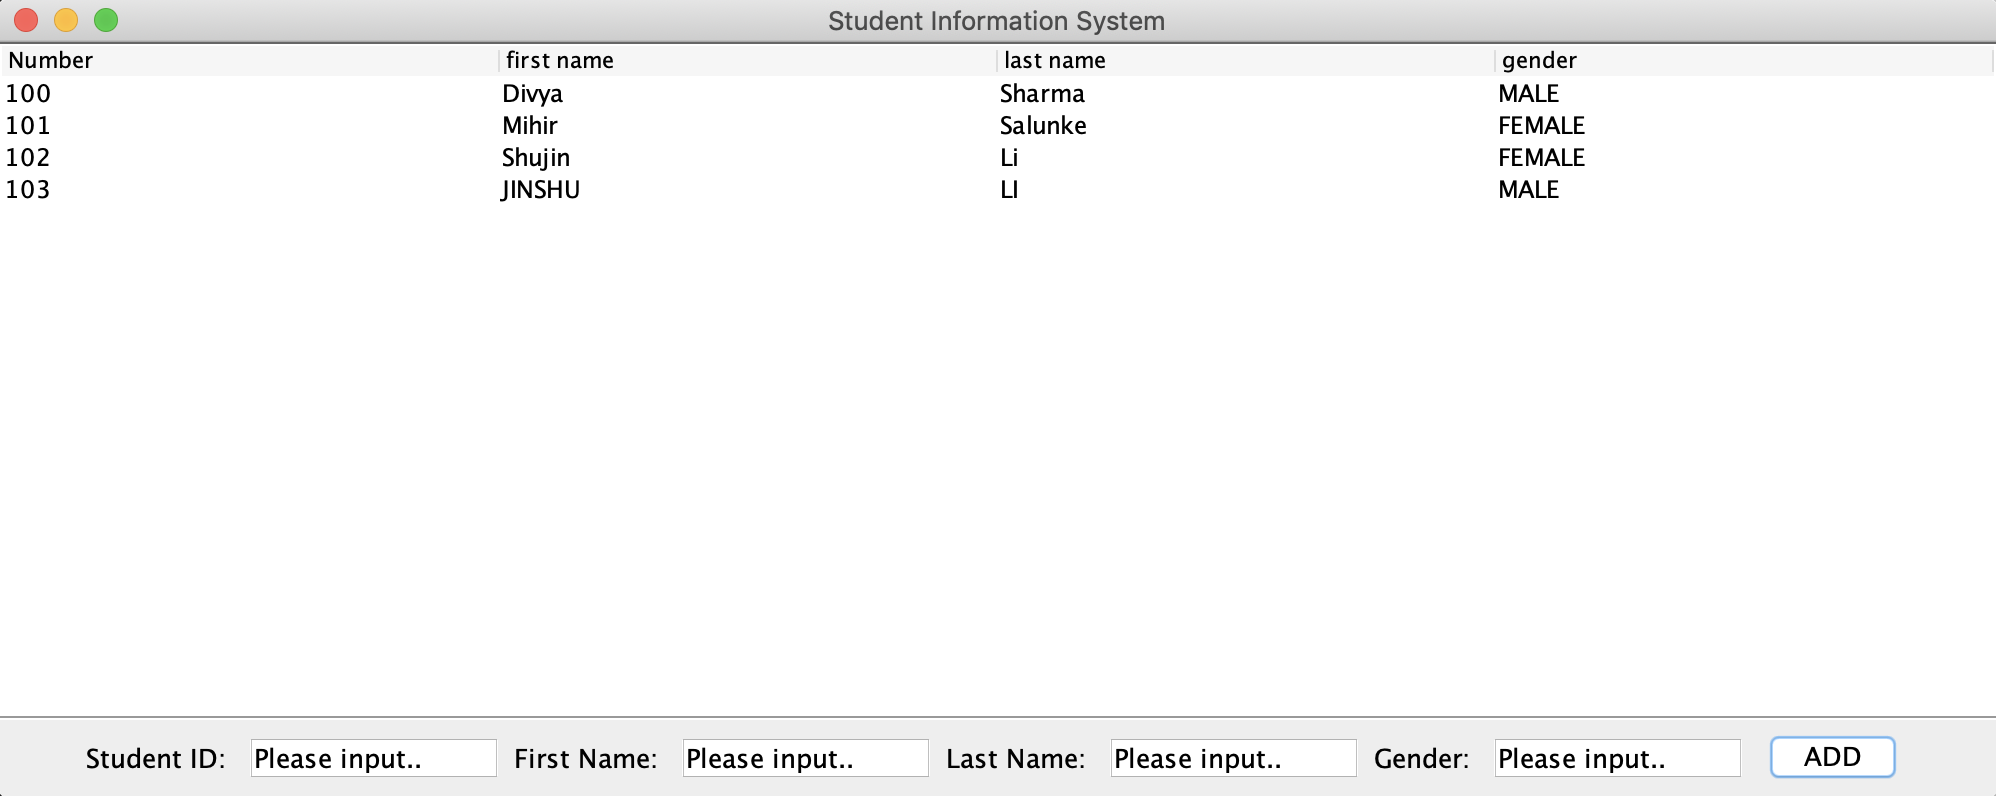 Student Information System
Number first name last name gender
100 Divya Sharma MALE
101 Mihir Salunke FEMALE
102 Shujin Li FEMALE
103 JINSHU LI MALE
Student ID: Please input.. First Name: Please input.. Last Name: Please input.. Gender: Please input.. ADD